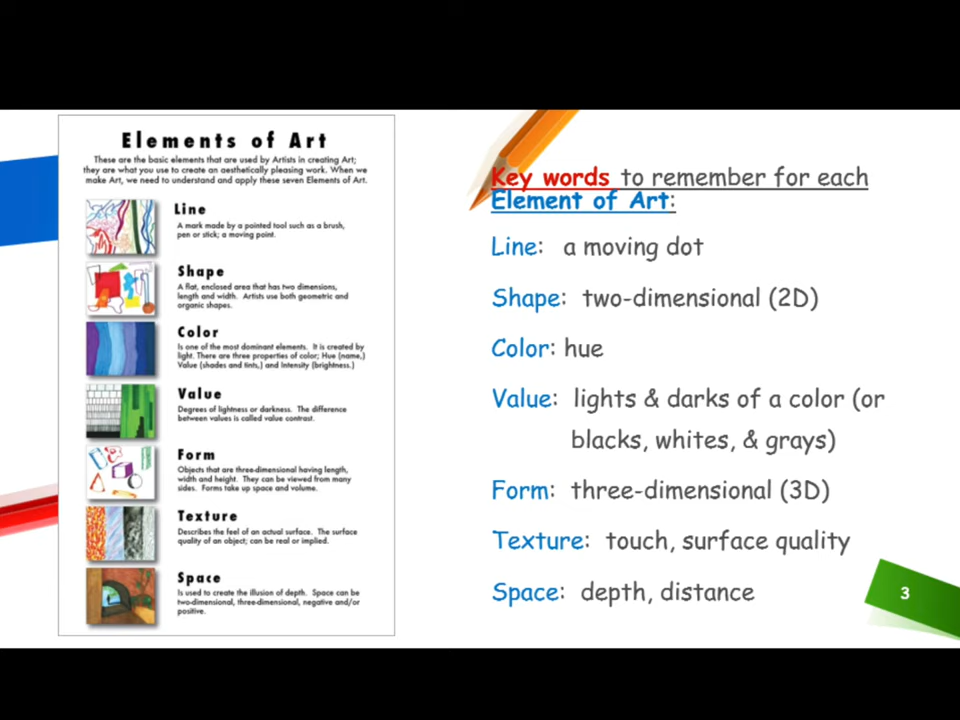 Elements of Art
These are the basic elements that are used by Artists in creating Art;
they are what you use to create an aesthetically pleasing work. When we
make Art, we need to understand and apply these seven Elements of Art.
Line
A mark made by a pointed tool such as a brush,
pen or stick; a moving point.
Shape
A flat, enclosed area that has two dimensions,
length and width. Artists use both geometric and
organic shapes.
Color
Is one of the most dominant elements. It is created by
light. There are three properties of color; Hue (name,)
Value (shades and tints,) and Intensity (brightness.)
Value
Degrees of lightness or darkness. The difference
between values is called value contrast.
Form
Objects that are three-dimensional having length,
width and height. They can be viewed from many
sides. Forms take up space and volume.
Texture
Describes the feel of an actual surface. The surface
quality of an object; can be real or implied.
Space
Is used to create the illusion of depth. Space can be
two-dimensional, three-dimensional, negative and/or
positive.
Key words to remember for each
Element of Art:
Line: a moving dot
Shape: two-dimensional (2D)
Color: hue
Value: lights & darks of a color (or
blacks, whites, & grays)
Form: three-dimensional (3D)
Texture: touch, surface quality
Space: depth, distance
3